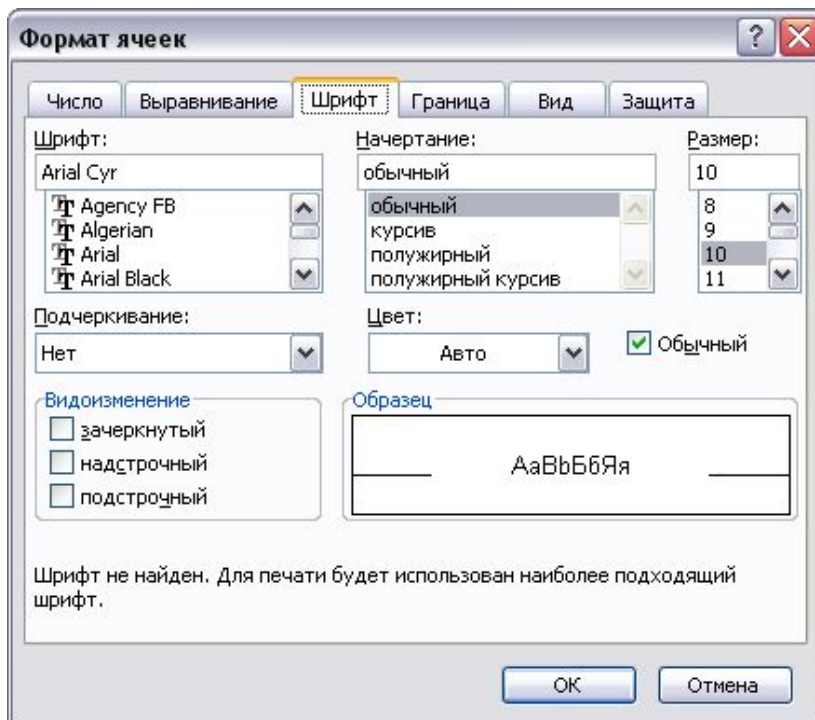 Формат ячеек
Число Выравнивание Шрифт Граница Вид Защита
Шрифт: Начертание: Размер:
Arial Cyr обычный 10
Agency FB обычный 8
Algerian курсив 9
Arial полужирный 10
Arial Black полужирный курсив 11
Подчеркивание: Цвет:
Нет Авто Обычный
Видоизменение Образец
зачеркнутый
надстрочный АаВbБбЯя
подстрочный
Шрифт не найден. Для печати будет использован наиболее подходящий
шрифт.
ОК Отмена